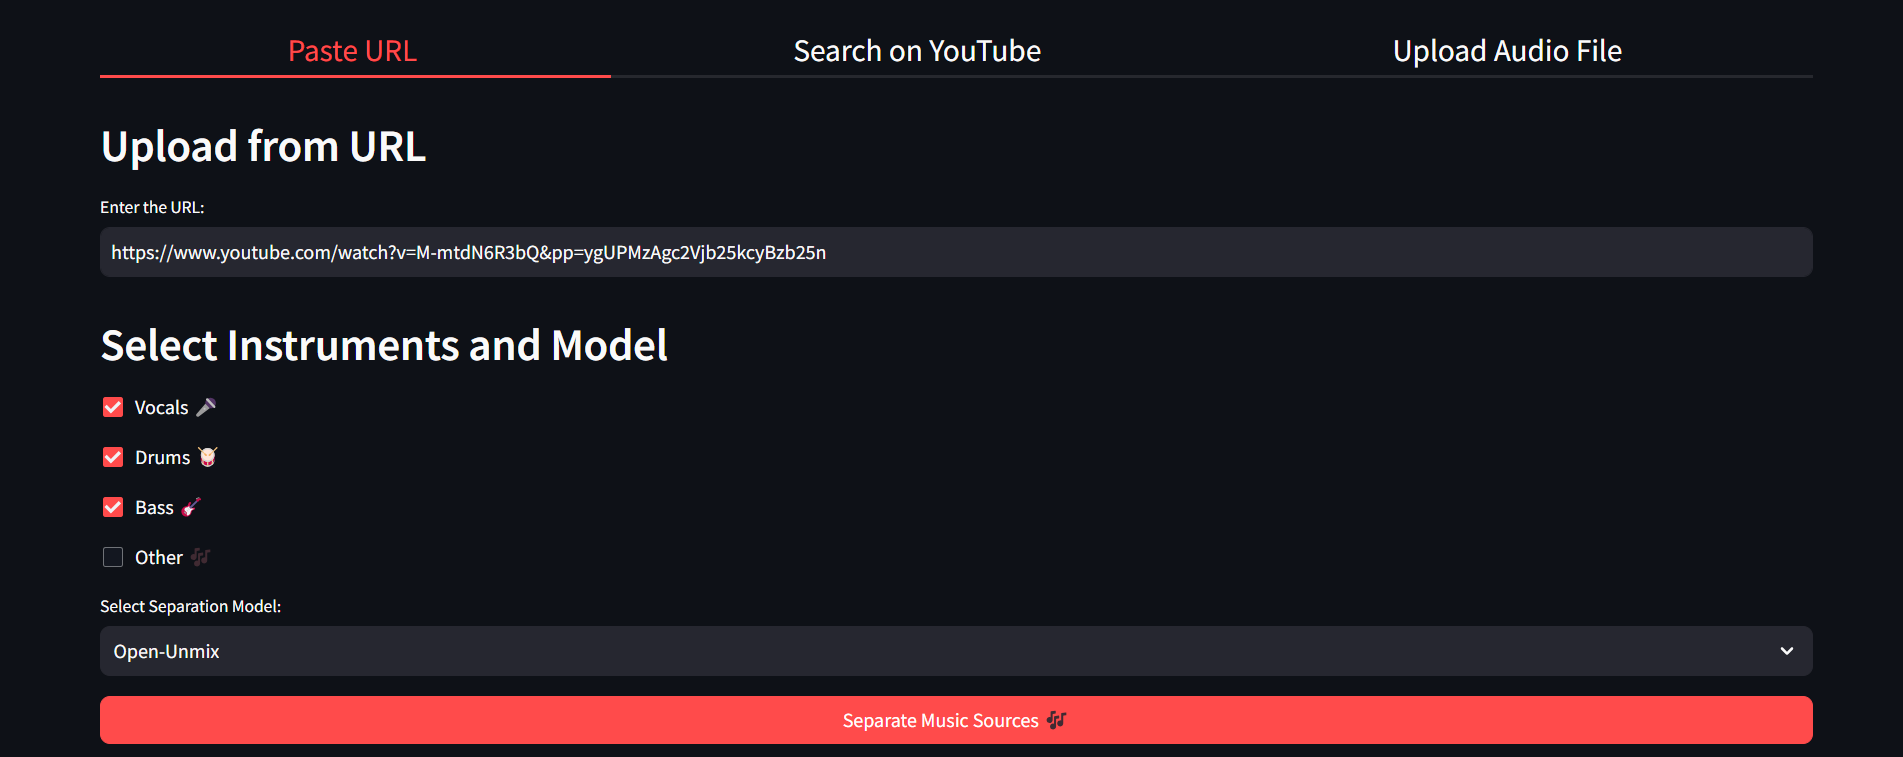 Paste URL
Search on YouTube
Upload Audio File
Upload from URL
Enter the URL:
https://www.youtube.com/watch?v=M-mtdN6R3bQ&pp=ygUPMzAgc2Vjb25kcyBzb25n
Select Instruments and Model
Vocals 🎤
Drums 🥁
Bass 🎸
Other 🎶
Select Separation Model:
Open-Unmix
Separate Music Sources 🎶